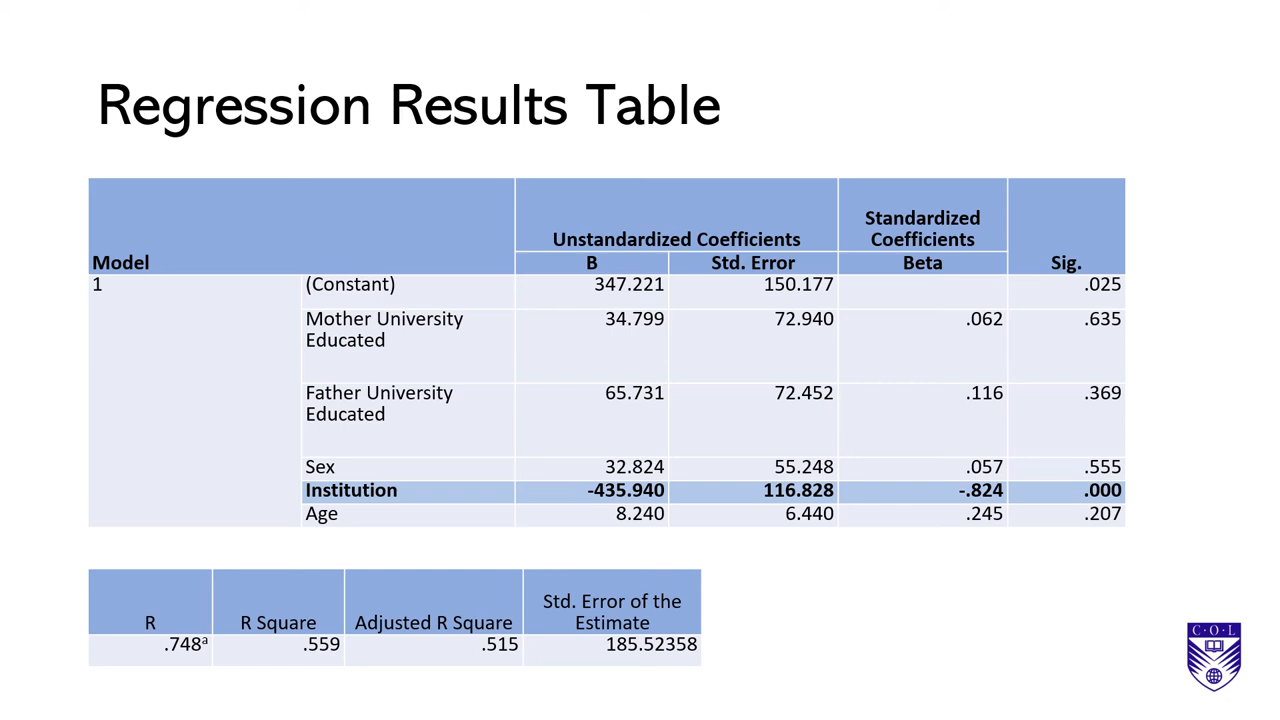 Regression Results Table
Model Unstandardized Coefficients Standardized Coefficients Sig.
B Std. Error Beta
1 (Constant) 347.221 150.177 .025
Mother University Educated 34.799 72.940 .062 .635
Father University Educated 65.731 72.452 .116 .369
Sex 32.824 55.248 .057 .555
Institution -435.940 116.828 -.824 .000
Age 8.240 6.440 .245 .207
R R Square Adjusted R Square Std. Error of the Estimate
.748ᵃ .559 .515 185.52358
C·O·L